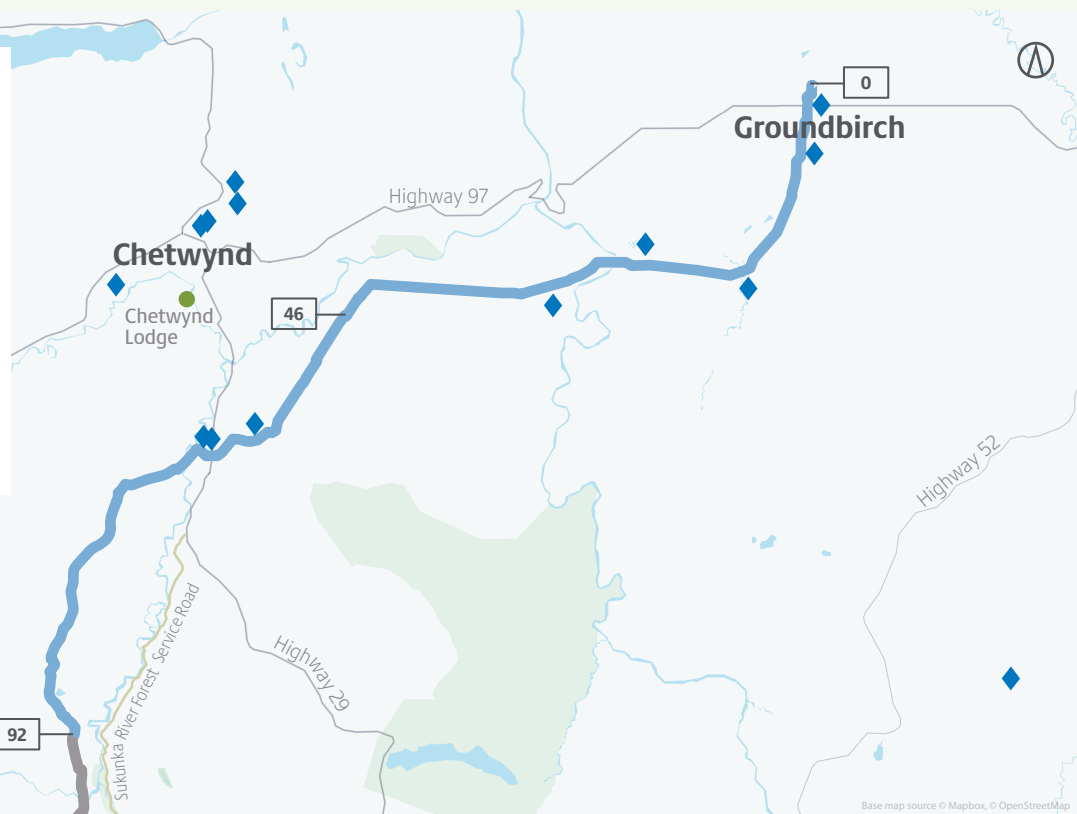 0
Groundbirch
Highway 97
Chetwynd
46
Chetwynd
Lodge
Highway 52
Sukunka River Forest Service Road
HighWay 29
92
Base map source © Mapbox, © OpenStreetMap